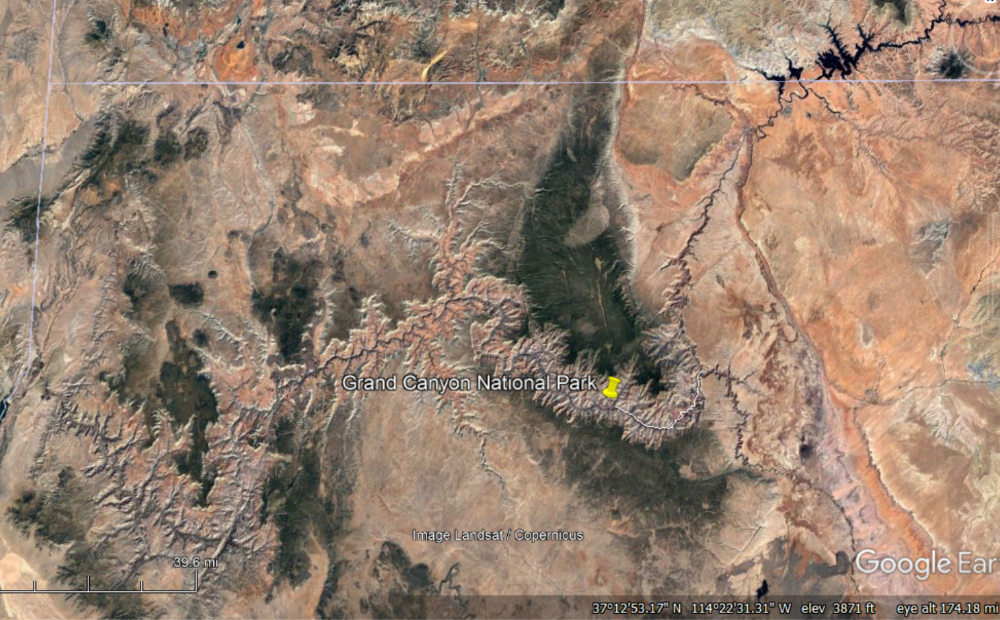 Grand Canyon National Park
Image Landsat / Copernicus
39.6 mi
Google Ear
37°12'53.17" N 114°22'31.31" W elev 3871 ft eye alt 174.18 mi